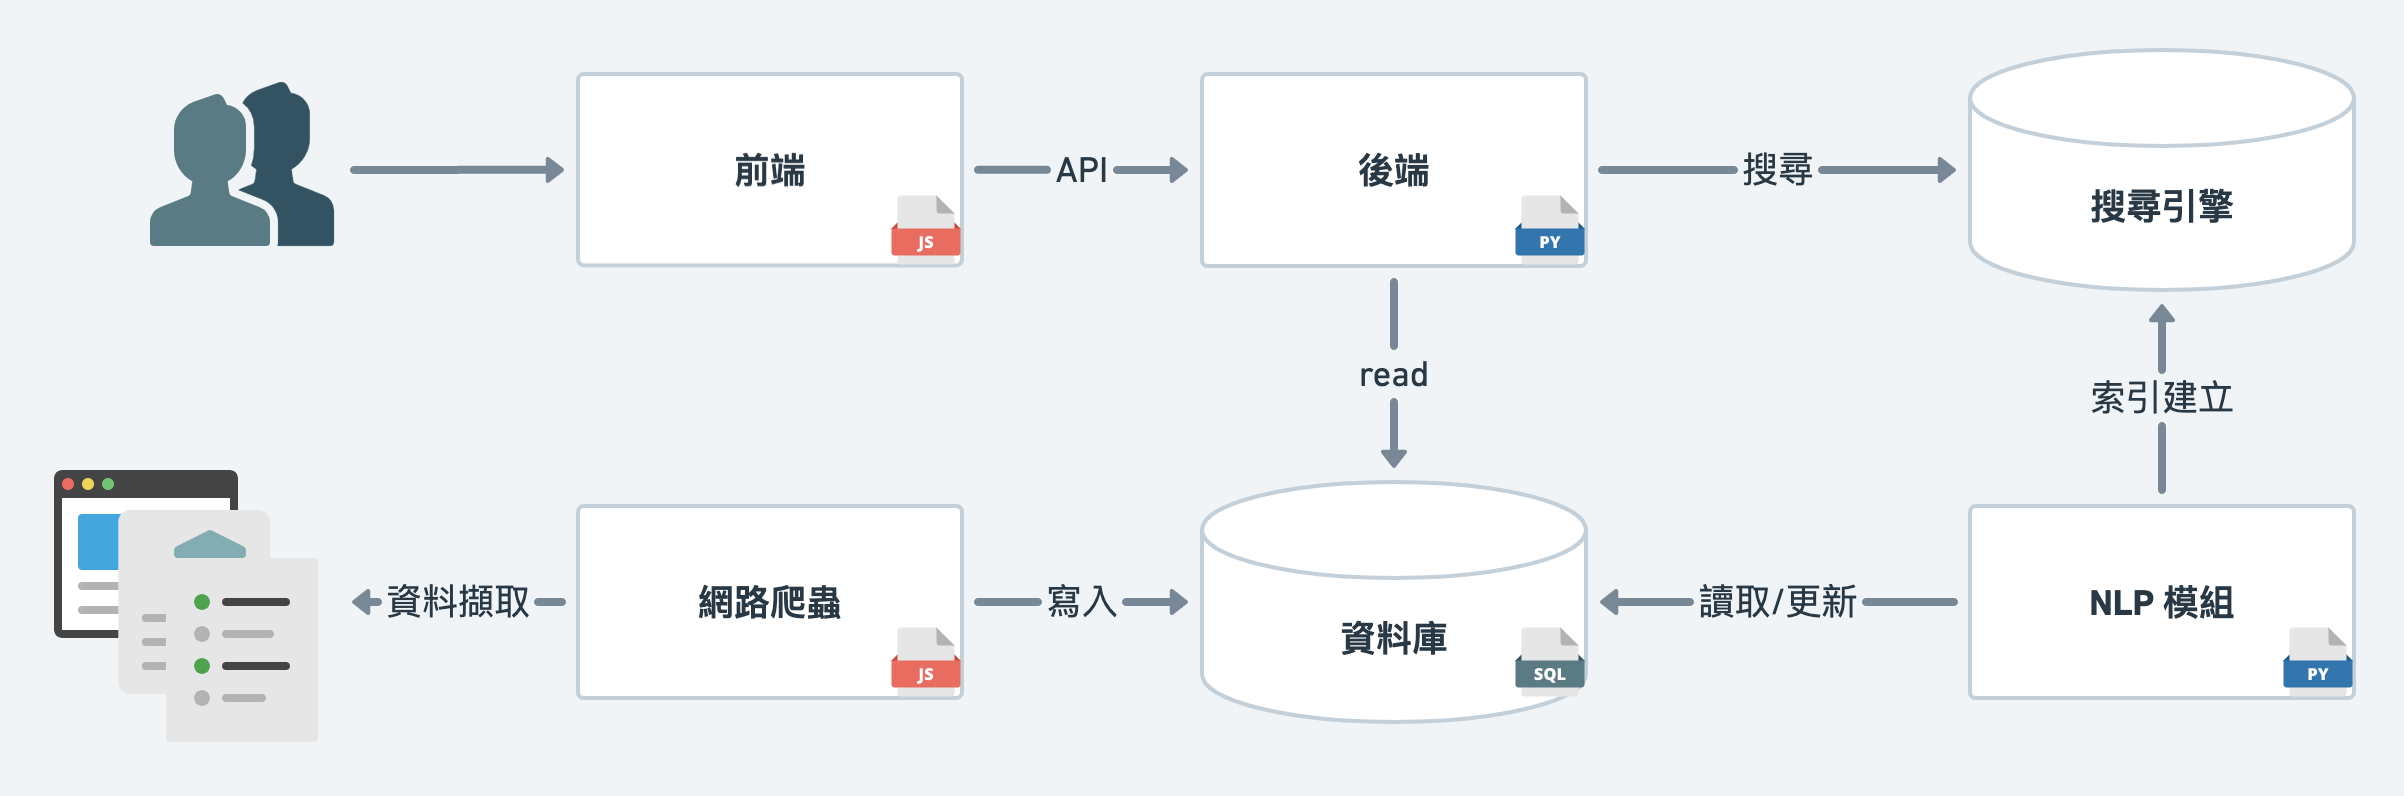 前端
JS
API
後端
PY
搜尋
搜尋引擎
read
索引建立
資料擷取
網路爬蟲
JS
寫入
資料庫
SQL
讀取/更新
NLP 模組
PY